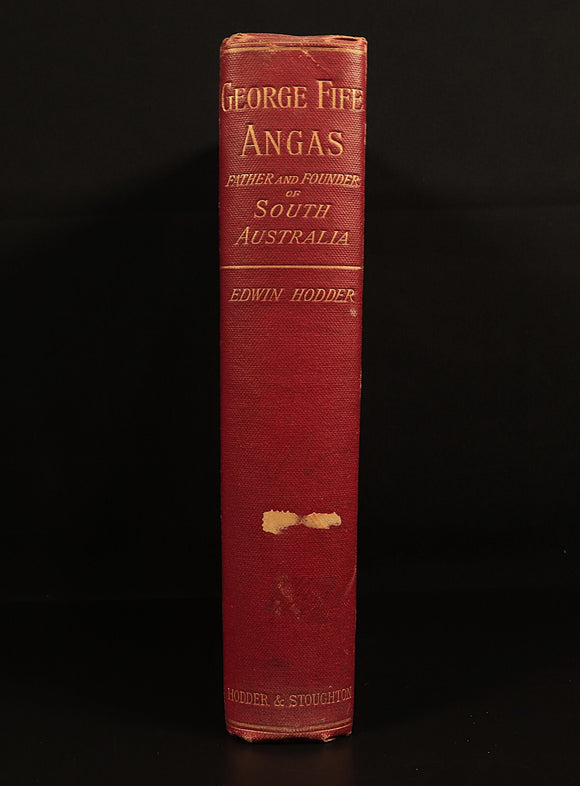 GEORGE FIFE
ANGAS
FATHER AND FOUNDER
OF
SOUTH
AUSTRALIA
EDWIN HODDER
HODDER & STOUGHTON